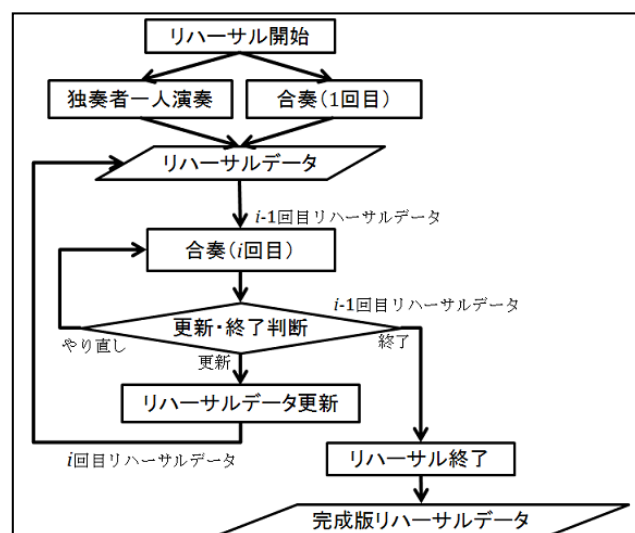 リハーサル開始
独奏者一人演奏
合奏(1回目)
リハーサルデータ
i-1回目リハーサルデータ
合奏(i回目)
i-1回目リハーサルデータ
更新・終了判断
やり直し
更新
終了
リハーサルデータ更新
i回目リハーサルデータ
リハーサル終了
完成版リハーサルデータ